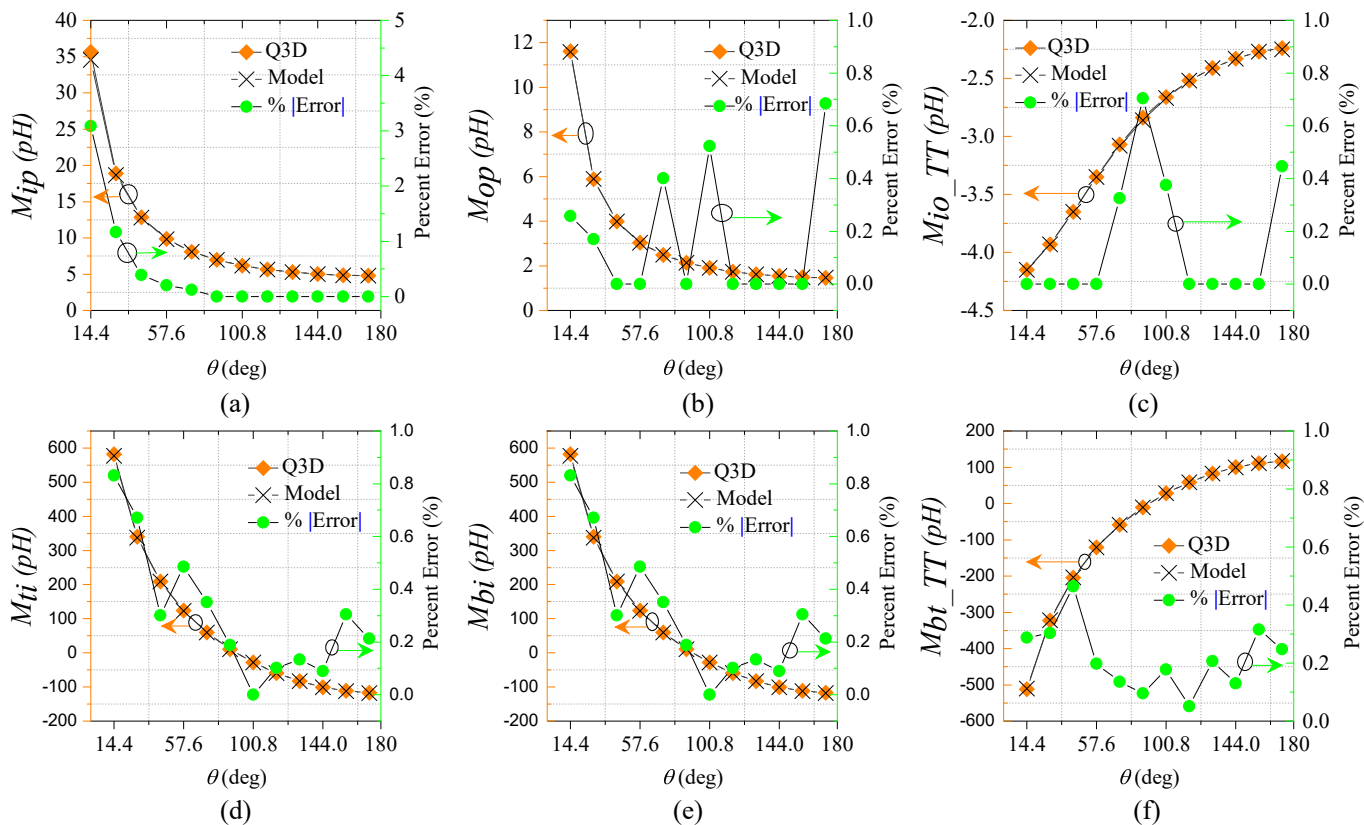 40
35
30
25
20
15
10
5
0
Mip (pH)
5
4
3
2
1
0
Percent Error (%)
Q3D
Model
% |Error|
14.4 57.6 100.8 144.0 180
θ (deg)
(a)
12
10
8
6
4
2
0
Mop (pH)
1.0
0.8
0.6
0.4
0.2
0.0
Percent Error (%)
Q3D
Model
% |Error|
14.4 57.6 100.8 144.0 180
θ (deg)
(b)
-2.0
-2.5
-3.0
-3.5
-4.0
-4.5
Mio_TT (pH)
1.0
0.8
0.6
0.4
0.2
0.0
Percent Error (%)
Q3D
Model
% |Error|
14.4 57.6 100.8 144.0 180
θ (deg)
(c)
600
500
400
300
200
100
0
-100
-200
Mti (pH)
1.0
0.8
0.6
0.4
0.2
0.0
Percent Error (%)
Q3D
Model
% |Error|
14.4 57.6 100.8 144.0 180
θ (deg)
(d)
600
500
400
300
200
100
0
-100
-200
Mbi (pH)
1.0
0.8
0.6
0.4
0.2
0.0
Percent Error (%)
Q3D
Model
% |Error|
14.4 57.6 100.8 144.0 180
θ (deg)
(e)
200
100
0
-100
-200
-300
-400
-500
-600
Mbt_TT (pH)
1.0
0.8
0.6
0.4
0.2
0.0
Percent Error (%)
Q3D
Model
% |Error|
14.4 57.6 100.8 144.0 180
θ (deg)
(f)